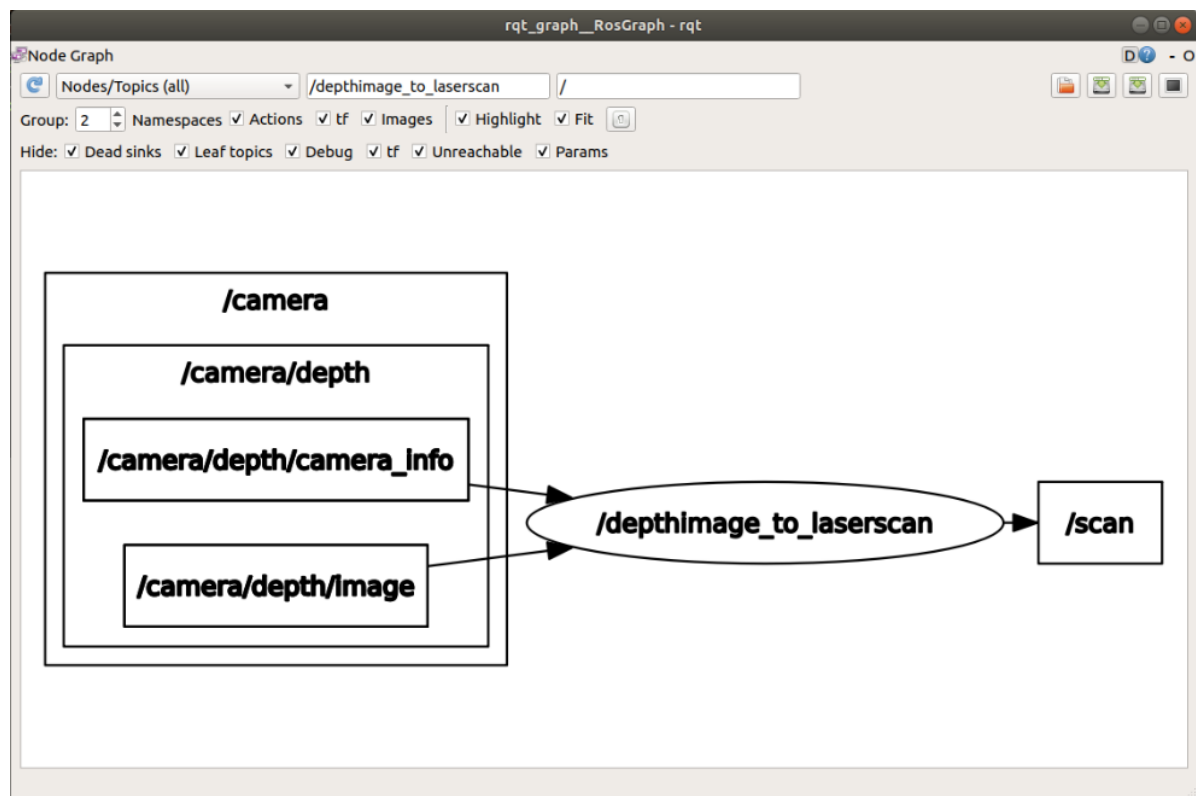 rqt_graph__RosGraph - rqt
Node Graph D ? - O
Nodes/Topics (all) /depthimage_to_laserscan /
Group: 2 Namespaces Actions tf Images Highlight Fit
Hide: Dead sinks Leaf topics Debug tf Unreachable Params
/camera
/camera/depth
/camera/depth/camera_info
/depthimage_to_laserscan
/scan
/camera/depth/image